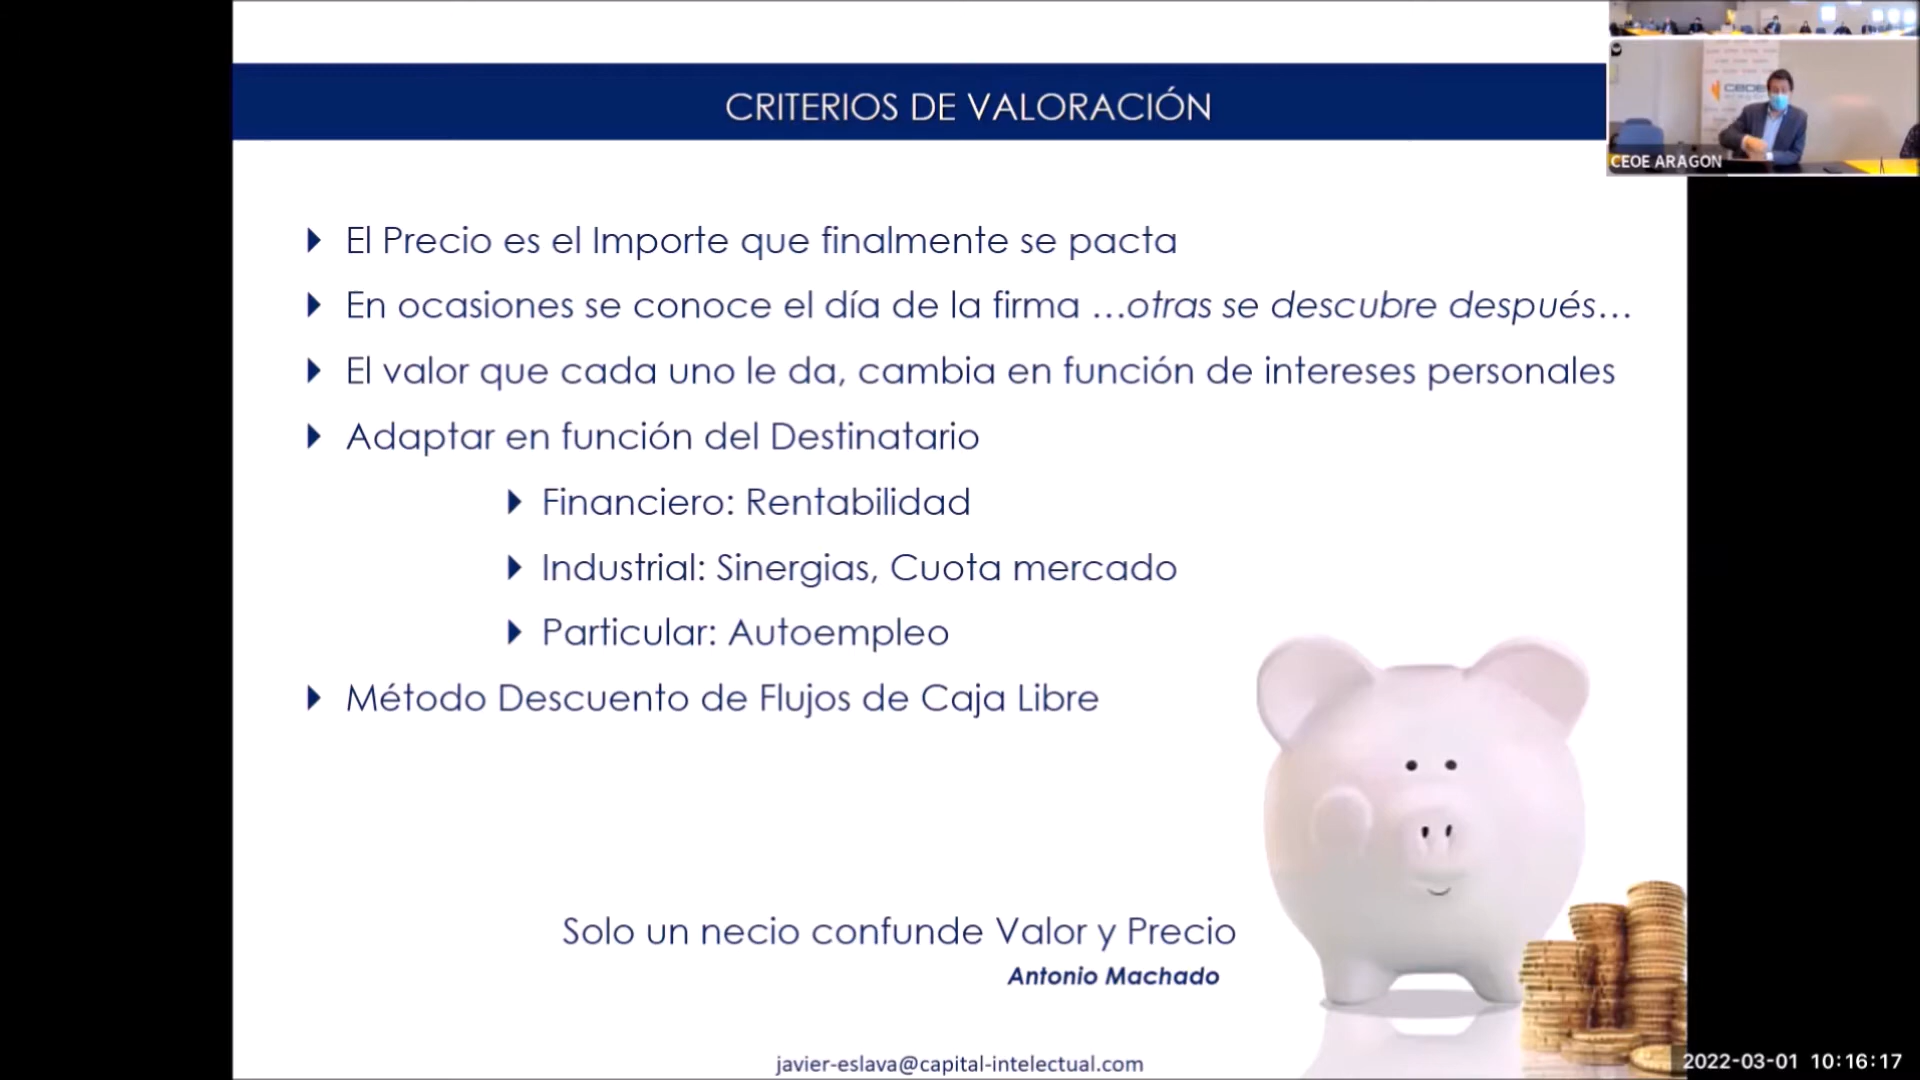 CRITERIOS DE VALORACIÓN
CEOE ARAGON
El Precio es el Importe que finalmente se pacta
En ocasiones se conoce el día de la firma …otras se descubre después…
El valor que cada uno le da, cambia en función de intereses personales
Adaptar en función del Destinatario
Financiero: Rentabilidad
Industrial: Sinergias, Cuota mercado
Particular: Autoempleo
Método Descuento de Flujos de Caja Libre
Solo un necio confunde Valor y Precio
Antonio Machado
javier-eslava@capital-intelectual.com
2022-03-01 10:16:17